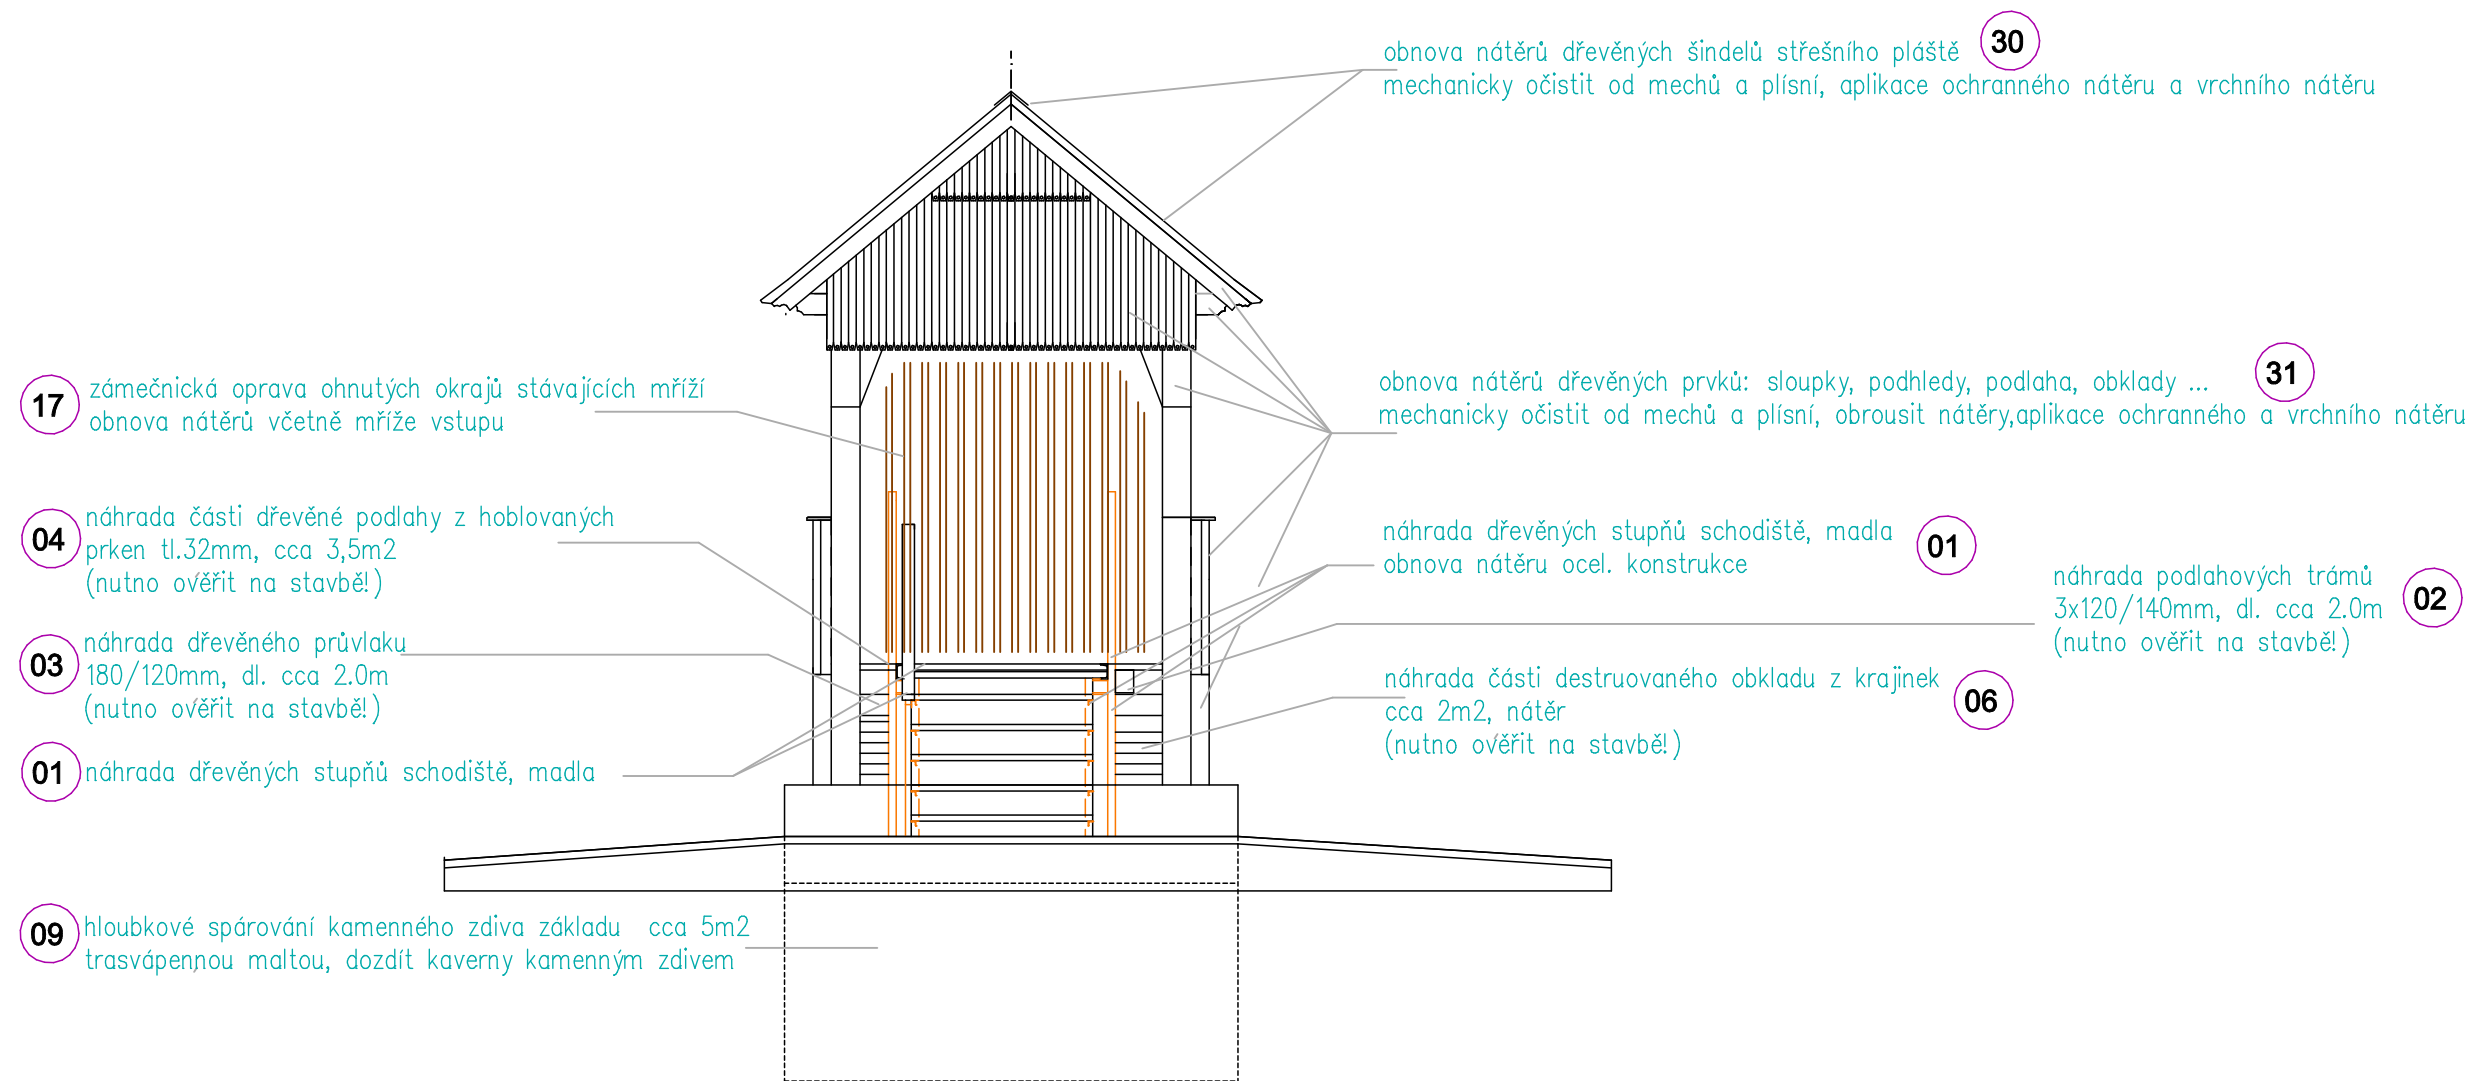 obnova nátěrů dřevěných šindelů střešního pláště 30
mechanicky očistit od mechů a plísní, aplikace ochranného nátěru a vrchního nátěru
17 zámečnická oprava ohnutých okrajů stávajících mříží
obnova nátěrů včetně mříže vstupu
obnova nátěrů dřevěných prvků: sloupky, podhledy, podlaha, obklady ... 31
mechanicky očistit od mechů a plísní, obrousit nátěry,aplikace ochranného a vrchního nátěru
04 náhrada části dřevěné podlahy z hoblovaných
prken tl.32mm, cca 3,5m2
(nutno ověřit na stavbě!)
náhrada dřevěných stupňů schodiště, madla 01
obnova nátěru ocel. konstrukce
náhrada podlahových trámů 02
3x120/140mm, dl. cca 2.0m
(nutno ověřit na stavbě!)
03 náhrada dřevěného průvlaku
180/120mm, dl. cca 2.0m
(nutno ověřit na stavbě!)
náhrada části destruovaného obkladu z krajinek 06
cca 2m2, nátěr
(nutno ověřit na stavbě!)
01 náhrada dřevěných stupňů schodiště, madla
09 hloubkové spárování kamenného zdiva základu cca 5m2
trasvápennou maltou, dozdít kaverny kamenným zdivem